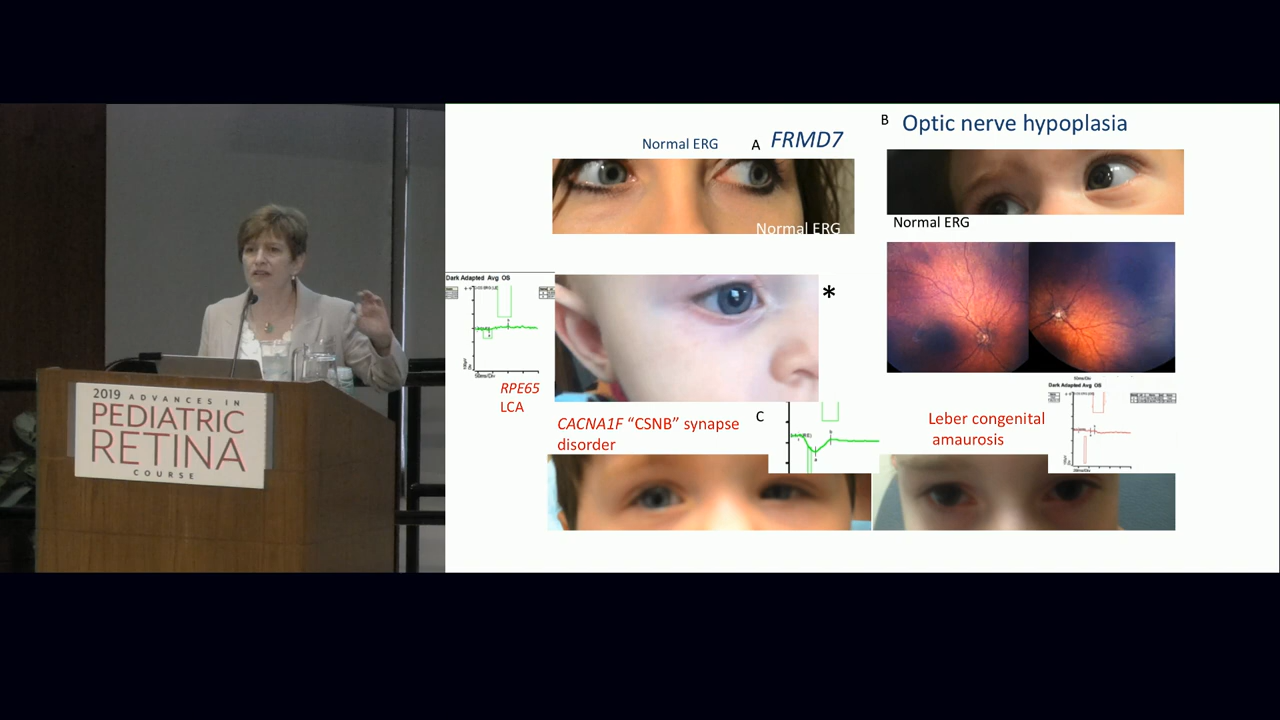 2019 ADVANCES IN
PEDIATRIC
RETINA
COURSE
Normal ERG
A
FRMD7
Normal ERG
B
Optic nerve hypoplasia
Normal ERG
Dark Adapted Avg OS
*
RPE65
LCA
CACNA1F “CSNB” synapse
disorder
C
Leber congenital
amaurosis
Dark Adapted Avg OS